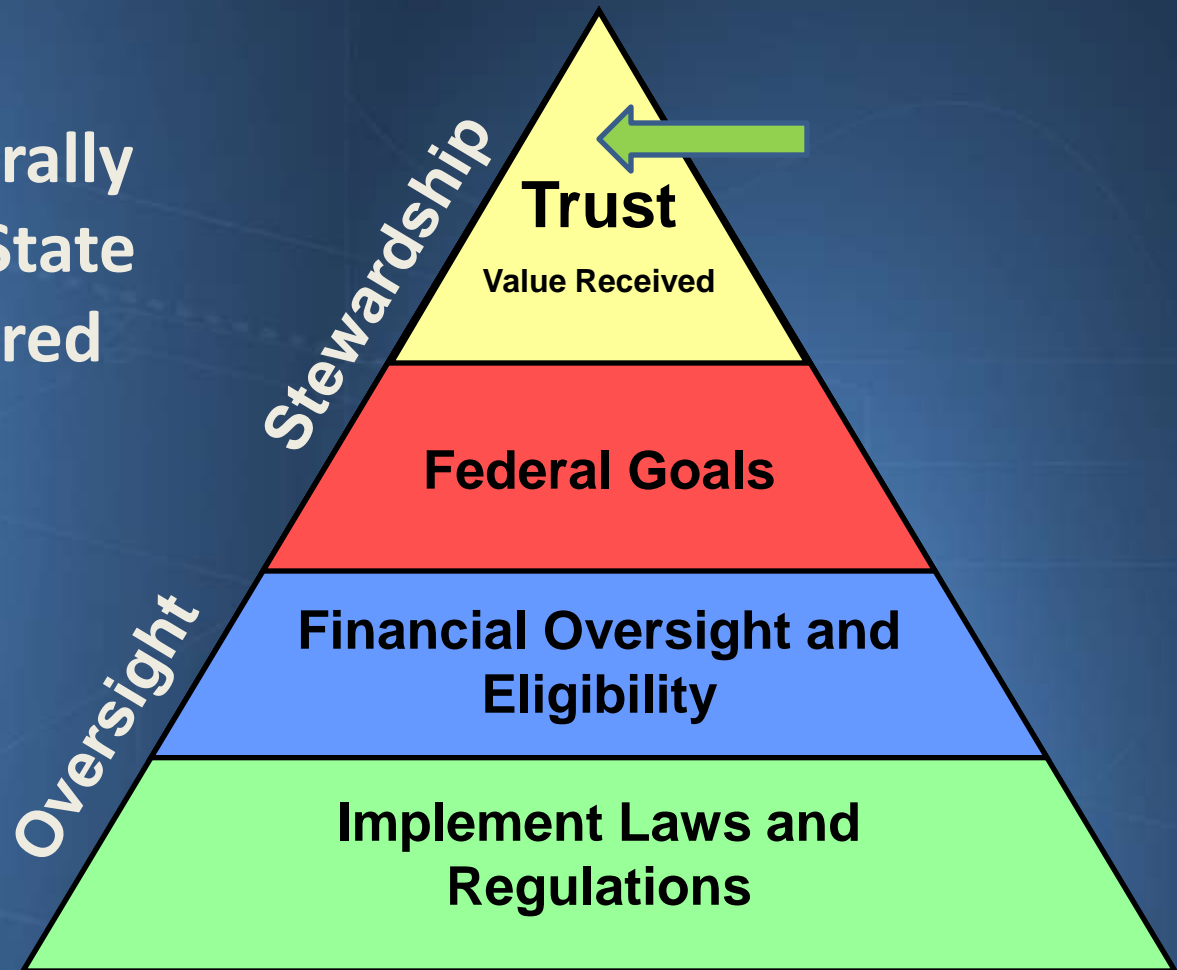 rally
State
red
Stewardship
Trust
Value Received
Federal Goals
Oversight
Financial Oversight and
Eligibility
Implement Laws and
Regulations